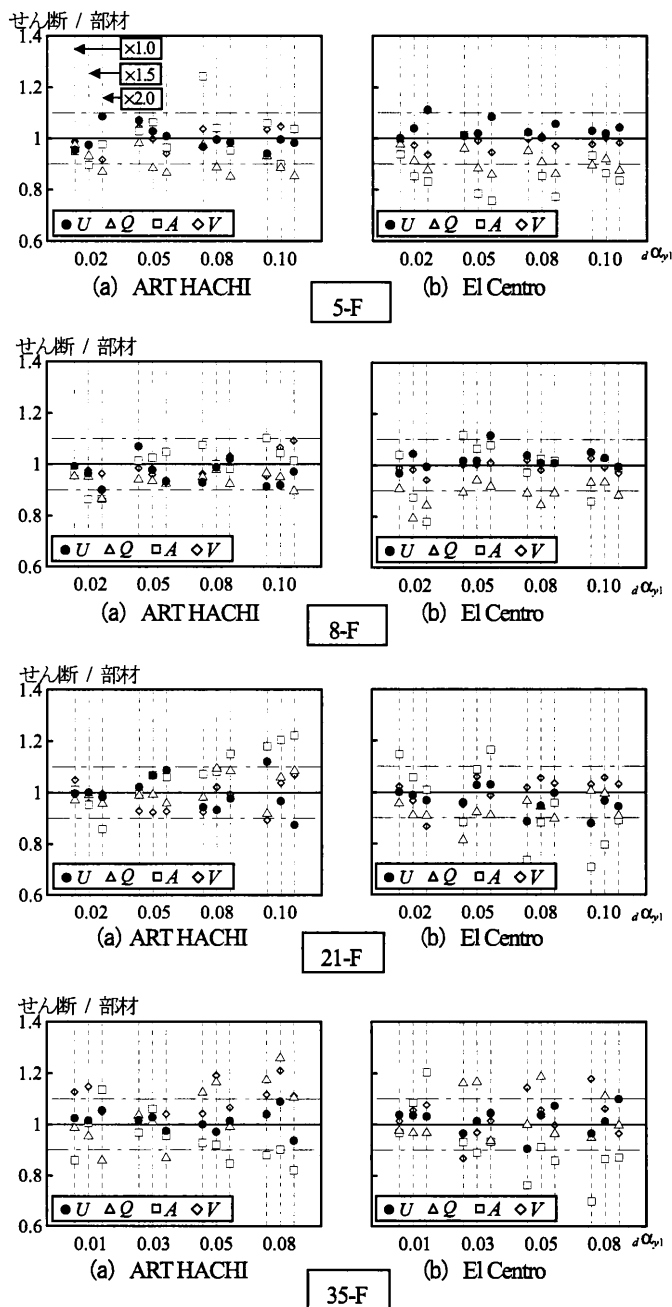 せん断 / 部材
1.4
×1.0
×1.5
×2.0
1.2
1
0.8
0.6
U Q A V
U Q A V
0.02 0.05 0.08 0.10
0.02 0.05 0.08 0.10 dαy1
(a) ART HACHI
(b) El Centro
5-F
せん断 / 部材
1.4
1.2
1
0.8
0.6
U Q A V
U Q A V
0.02 0.05 0.08 0.10
0.02 0.05 0.08 0.10 dαy1
(a) ART HACHI
(b) El Centro
8-F
せん断 / 部材
1.4
1.2
1
0.8
0.6
U Q A V
U Q A V
0.02 0.05 0.08 0.10
0.02 0.05 0.08 0.10 dαy1
(a) ART HACHI
(b) El Centro
21-F
せん断 / 部材
1.4
1.2
1
0.8
0.6
U Q A V
U Q A V
0.01 0.03 0.05 0.08
0.01 0.03 0.05 0.08 dαy1
(a) ART HACHI
(b) El Centro
35-F